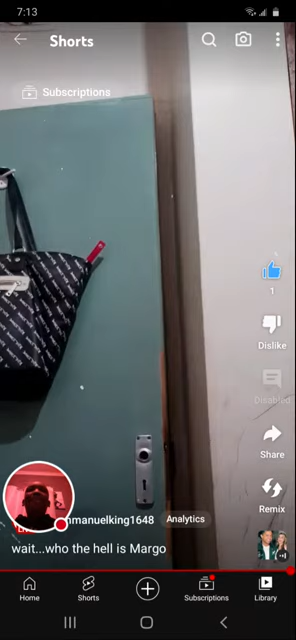 7:13
Shorts
Subscriptions
1
Dislike
Disabled
Share
Remix
nmanuelking1648
Analytics
wait...who the hell is Margo
Home
Shorts
Subscriptions
Library